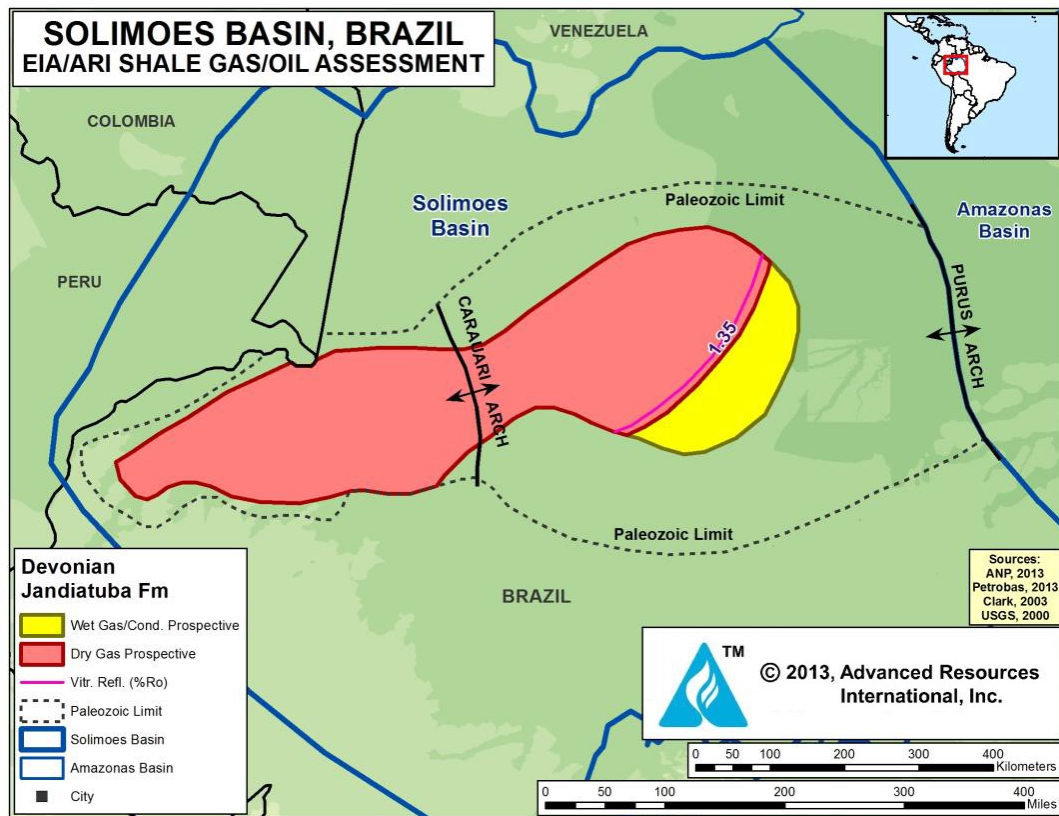 SOLIMOES BASIN, BRAZIL
EIA/ARI SHALE GAS/OIL ASSESSMENT
VENEZUELA
COLOMBIA
Solimoes
Basin
Paleozoic Limit
Amazonas
Basin
PERU
CARAUARI ARCH
1.35
PURUS ARCH
Paleozoic Limit
BRAZIL
Devonian
Jandiatuba Fm
Wet Gas/Cond. Prospective
Dry Gas Prospective
Vitr. Refl. (%Ro)
Paleozoic Limit
Solimoes Basin
Amazonas Basin
City
Sources:
ANP, 2013
Petrobas, 2013
Clark, 2003
USGS, 2000
TM
© 2013, Advanced Resources
International, Inc.
0 50 100 200 300 400
Kilometers
0 50 100 200 300 400
Miles